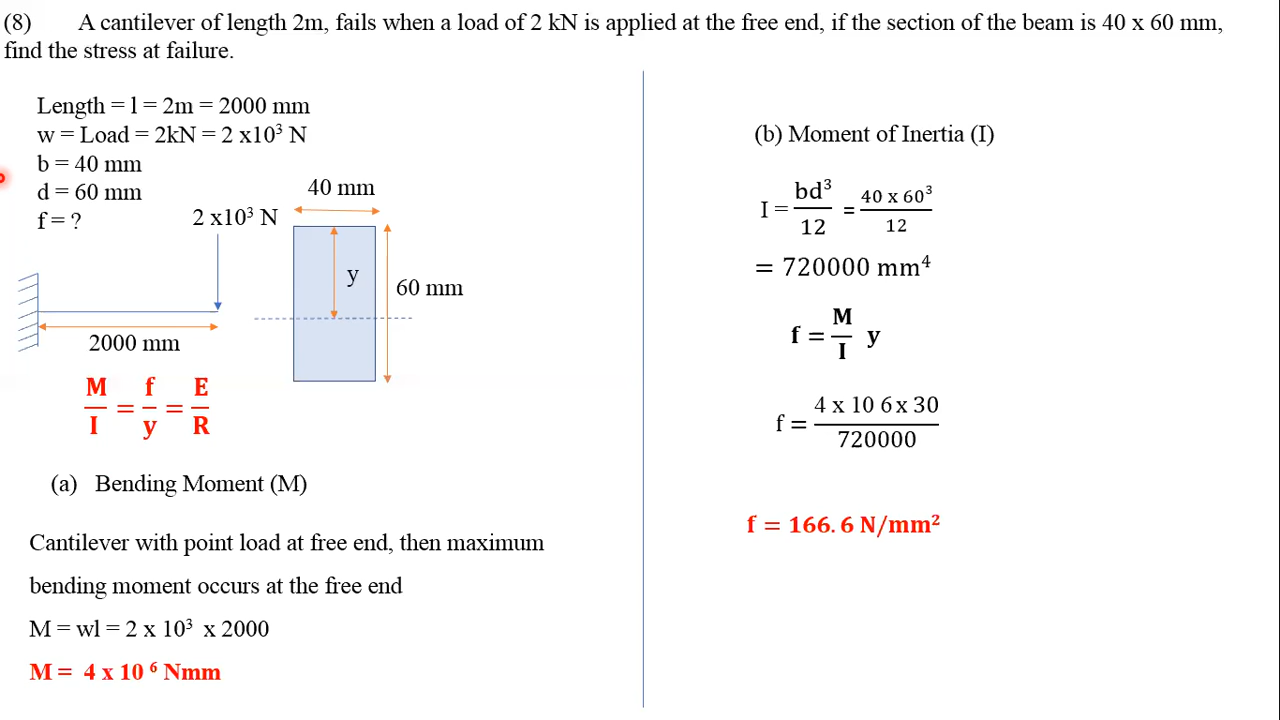 (8) A cantilever of length 2m, fails when a load of 2 kN is applied at the free end, if the section of the beam is 40 x 60 mm,
find the stress at failure.
Length = l = 2m = 2000 mm
w = Load = 2kN = 2 x10³ N
b = 40 mm
d = 60 mm
f = ?
2 x10³ N
40 mm
y
60 mm
2000 mm
M/I = f/y = E/R
(a) Bending Moment (M)
Cantilever with point load at free end, then maximum
bending moment occurs at the free end
M = wl = 2 x 10³ x 2000
M = 4 x 10 ⁶ Nmm
(b) Moment of Inertia (I)
I = bd³/12 = 40 x 60³/12
= 720000 mm⁴
f = M/I y
f = 4 x 10 6 x 30/720000
f = 166. 6 N/mm²